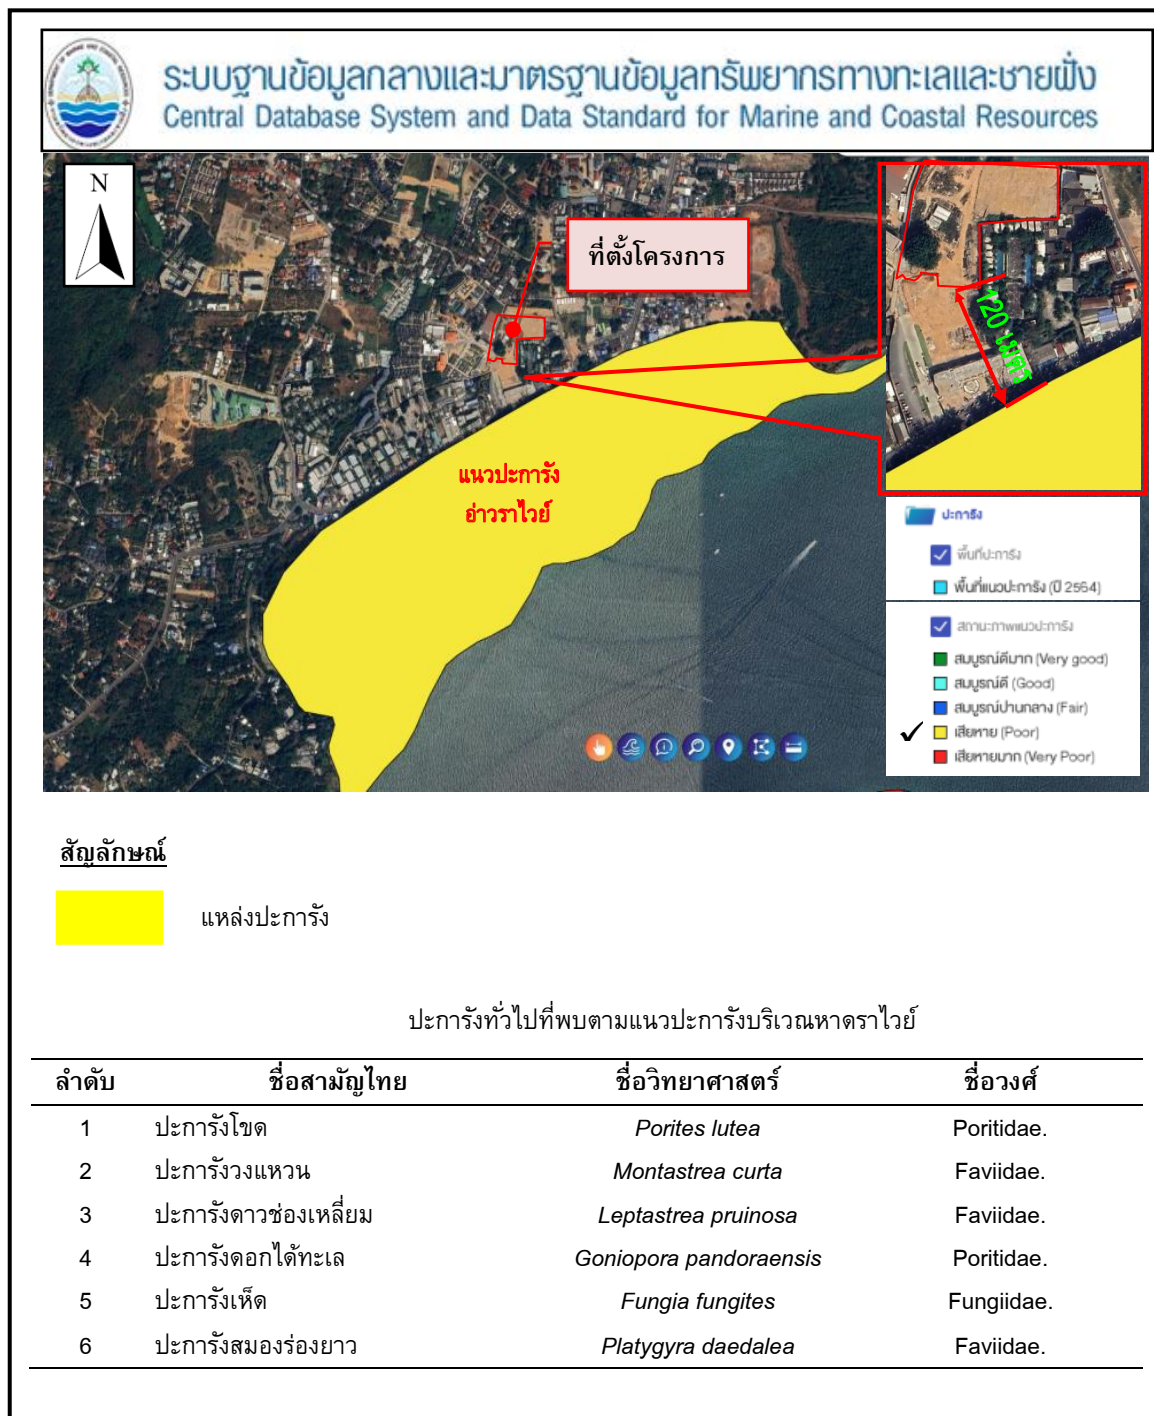 ระบบฐานข้อมูลกลางและมาตรฐานข้อมูลทรัพยากรทางทะเลและชายฝั่ง
Central Database System and Data Standard for Marine and Coastal Resources
N
ที่ตั้งโครงการ
120 เมตร
แนวปะการัง
อ่าวราไวย์
ปะการัง
พื้นที่ปะการัง
พื้นที่แนวปะการัง (ปี 2564)
สถานะภาพแนวปะการัง
สมบูรณ์ดีมาก (Very good)
สมบูรณ์ดี (Good)
สมบูรณ์ปานกลาง (Fair)
✓ เสียหาย (Poor)
เสียหายมาก (Very Poor)
สัญลักษณ์
แหล่งปะการัง
ปะการังทั่วไปที่พบตามแนวปะการังบริเวณหาดราไวย์
ลำดับ ชื่อสามัญไทย ชื่อวิทยาศาสตร์ ชื่อวงศ์
1 ปะการังโขด Porites lutea Poritidae.
2 ปะการังวงแหวน Montastrea curta Faviidae.
3 ปะการังดาวช่องเหลี่ยม Leptastrea pruinosa Faviidae.
4 ปะการังดอกไม้ทะเล Goniopora pandoraensis Poritidae.
5 ปะการังเห็ด Fungia fungites Fungiidae.
6 ปะการังสมองร่องยาว Platygyra daedalea Faviidae.